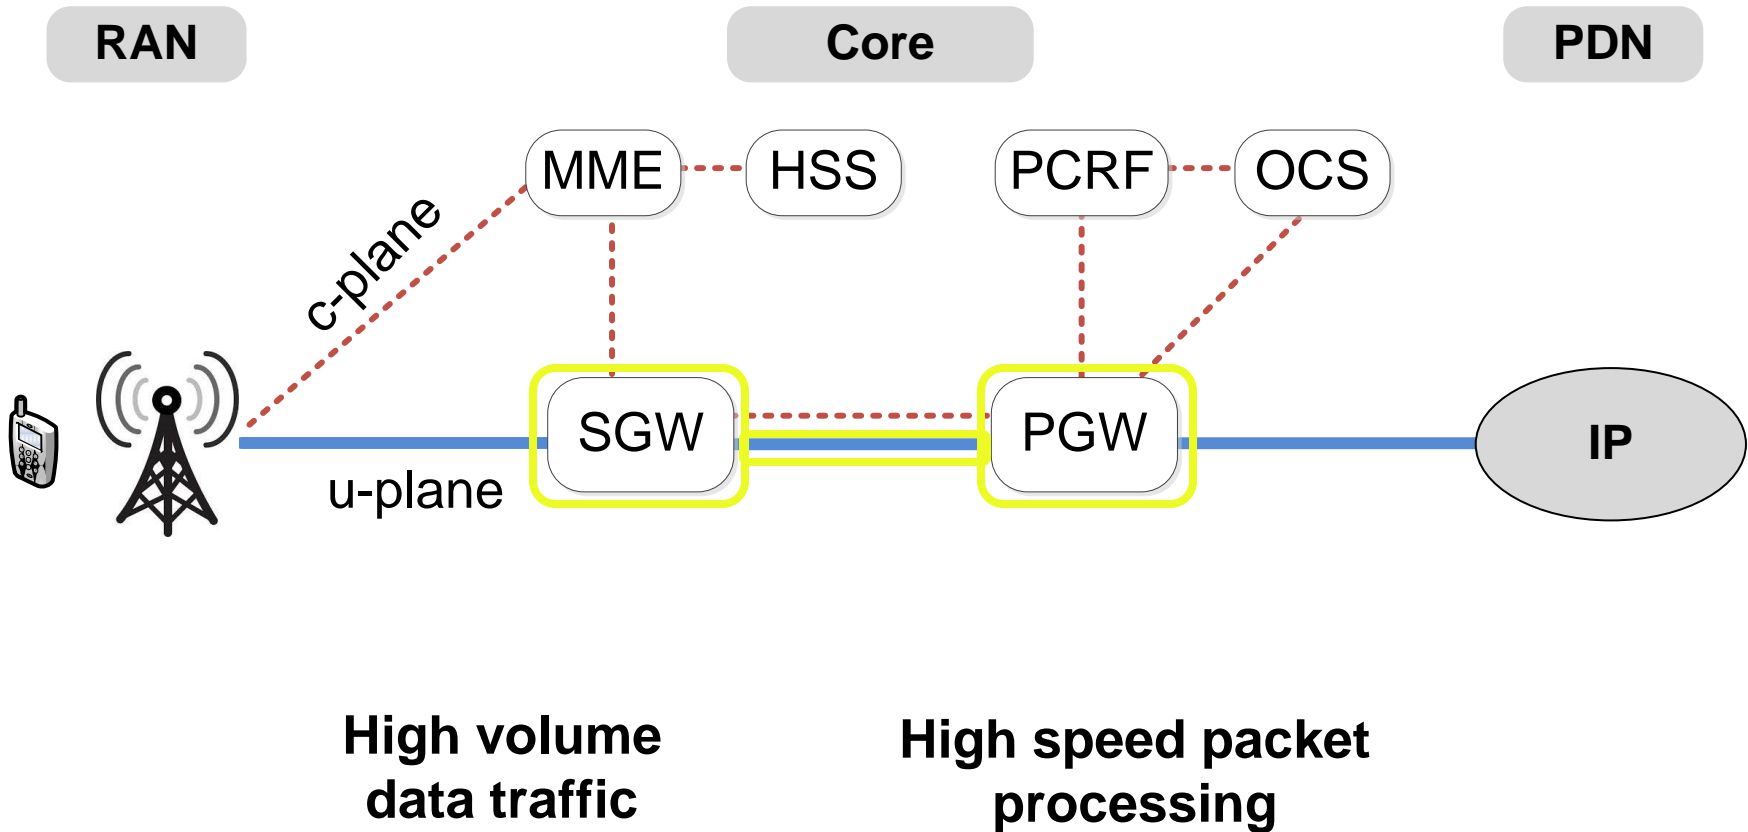 RAN
Core
PDN
MME
HSS
PCRF
OCS
c-plane
SGW
PGW
IP
u-plane
High volume
data traffic
High speed packet
processing